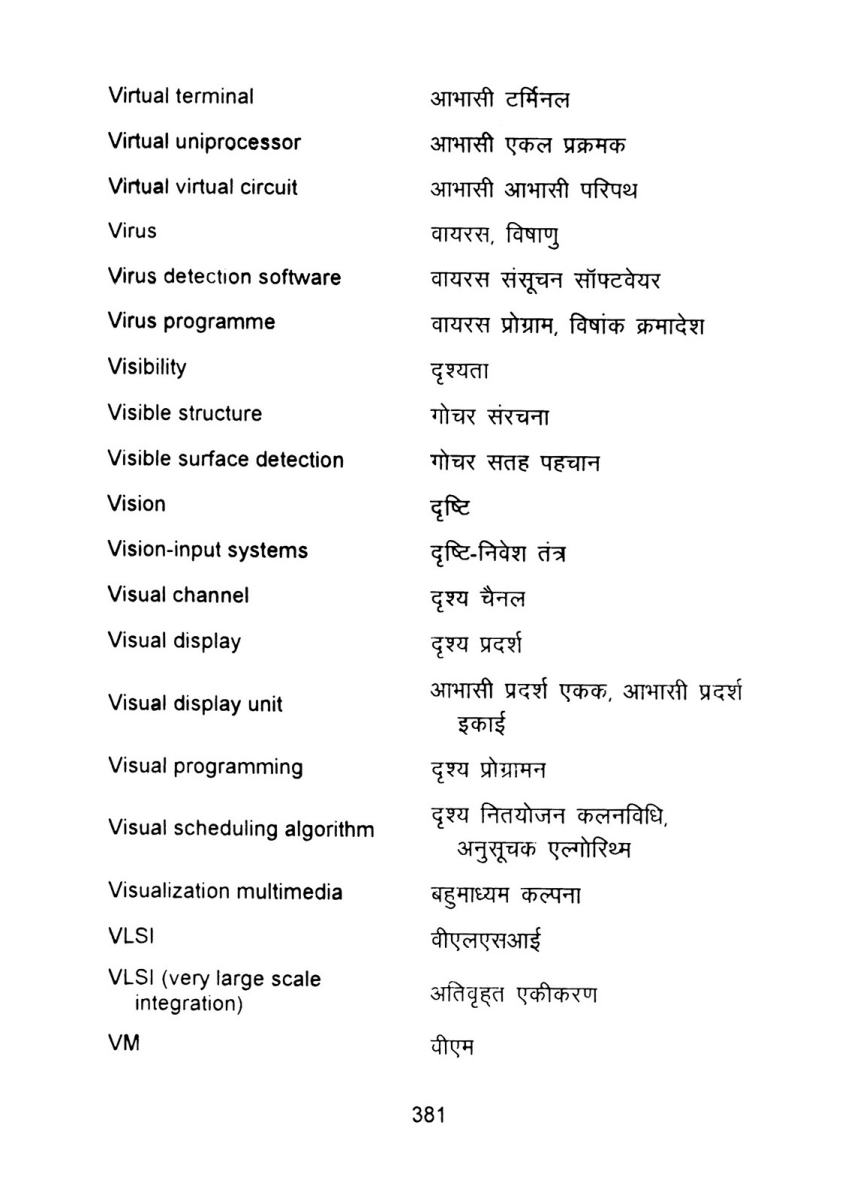 Virtual terminal आभासी टर्मिनल
Virtual uniprocessor आभासी एकल प्रक्रमक
Virtual virtual circuit आभासी आभासी परिपथ
Virus वायरस, विषाणु
Virus detection software वायरस संसूचन सॉफ्टवेयर
Virus programme वायरस प्रोग्राम, विषांक क्रमादेश
Visibility दृश्यता
Visible structure गोचर संरचना
Visible surface detection गोचर सतह पहचान
Vision दृष्टि
Vision-input systems दृष्टि-निवेश तंत्र
Visual channel दृश्य चैनल
Visual display दृश्य प्रदर्श
Visual display unit आभासी प्रदर्श एकक, आभासी प्रदर्श
इकाई
Visual programming दृश्य प्रोग्रामन
Visual scheduling algorithm दृश्य नितयोजन कलनविधि,
अनुसूचक एल्गोरिथ्म
Visualization multimedia बहुमाध्यम कल्पना
VLSI वीएलएसआई
VLSI (very large scale
integration) अतिवृहत एकीकरण
VM वीएम
381